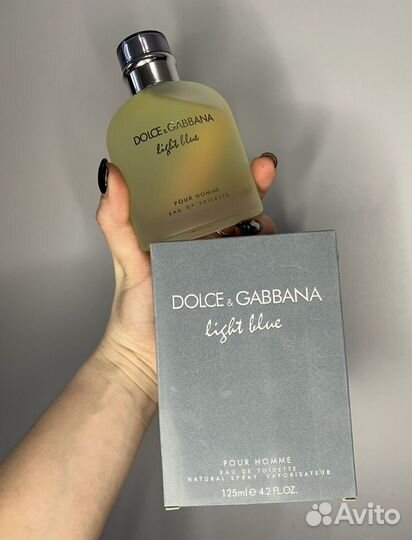 DOLCE & GABBANA
light blue
POUR HOMME
EAU DE TOILETTE
DOLCE & GABBANA
light blue
POUR HOMME
EAU DE TOIDETTE
NATURAL SPRAY VAPORISATEUR
125ml ℮ 4.2 FL.OZ.
Avito